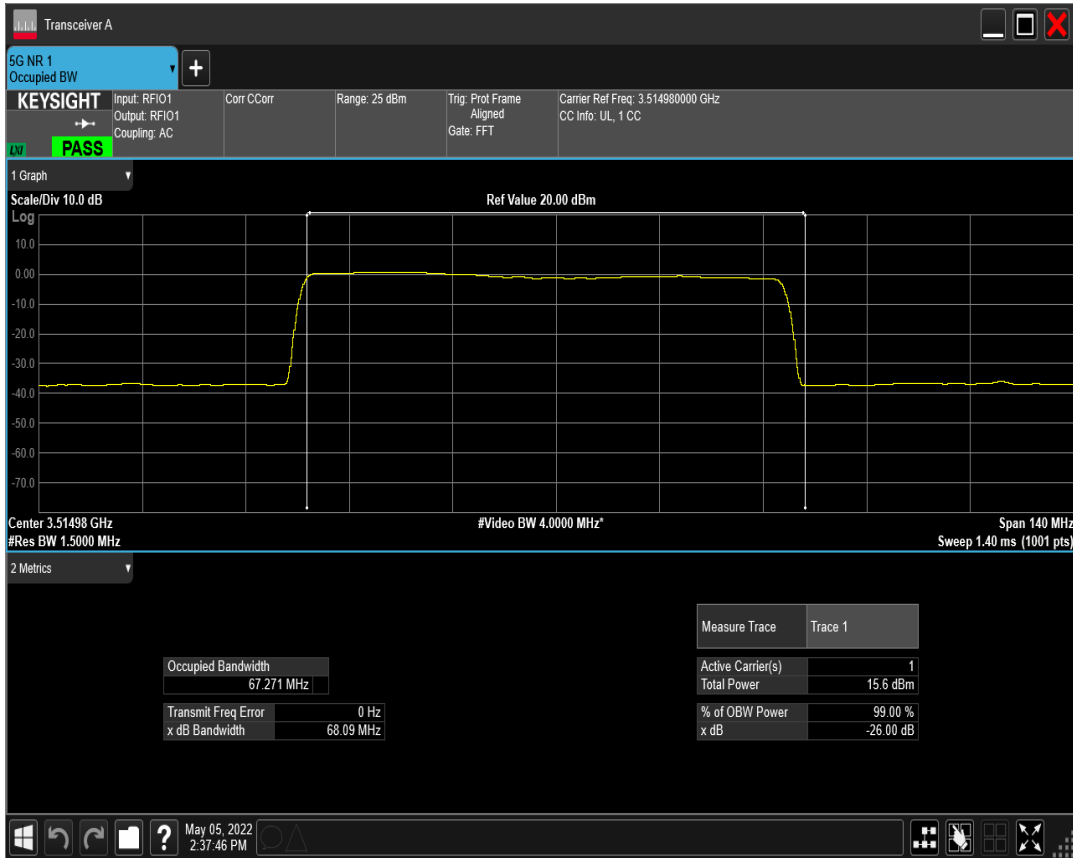 Transceiver A
5G NR 1
Occupied BW
+
KEYSIGHT
LXI
PASS
Input: RFIO1
Output: RFIO1
Coupling: AC
Corr CCorr
Range: 25 dBm
Trig: Prot Frame
Aligned
Gate: FFT
Carrier Ref Freq: 3.514980000 GHz
CC Info: UL, 1 CC
1 Graph
Scale/Div 10.0 dB
Ref Value 20.00 dBm
Log
10.0
0.00
-10.0
-20.0
-30.0
-40.0
-50.0
-60.0
-70.0
Center 3.51498 GHz
#Video BW 4.0000 MHz*
Span 140 MHz
#Res BW 1.5000 MHz
Sweep 1.40 ms (1001 pts)
2 Metrics
Measure Trace Trace 1
Occupied Bandwidth
67.271 MHz
Active Carrier(s) 1
Total Power 15.6 dBm
Transmit Freq Error 0 Hz
x dB Bandwidth 68.09 MHz
% of OBW Power 99.00 %
x dB -26.00 dB
?
May 05, 2022
2:37:46 PM